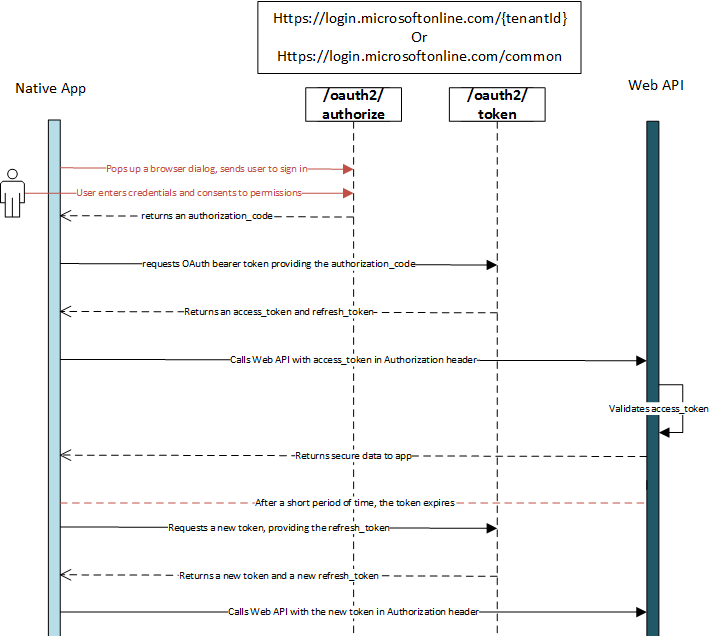 Https://login.microsoftonline.com/{tenantId}
Or
Https://login.microsoftonline.com/common
Native App
/oauth2/
authorize
/oauth2/
token
Web API
Pops up a browser dialog, sends user to sign in
User enters credentials and consents to permissions
returns an authorization_code
requests OAuth bearer token providing the authorization_code
Returns an access_token and refresh_token
Calls Web API with access_token in Authorization header
Validates access_token
Returns secure data to app
After a short period of time, the token expires
Requests a new token, providing the refresh_token
Returns a new token and a new refresh_token
Calls Web API with the new token in Authorization header